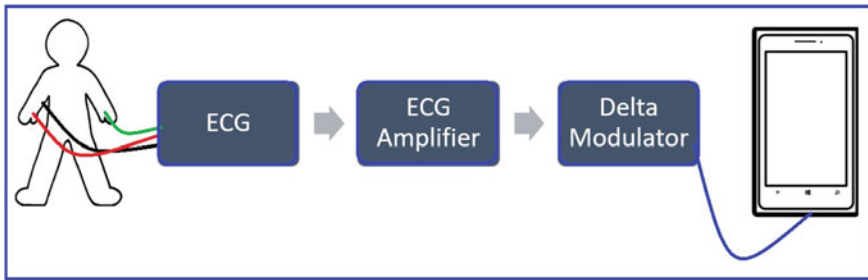 ECG
ECG
Amplifier
Delta
Modulator